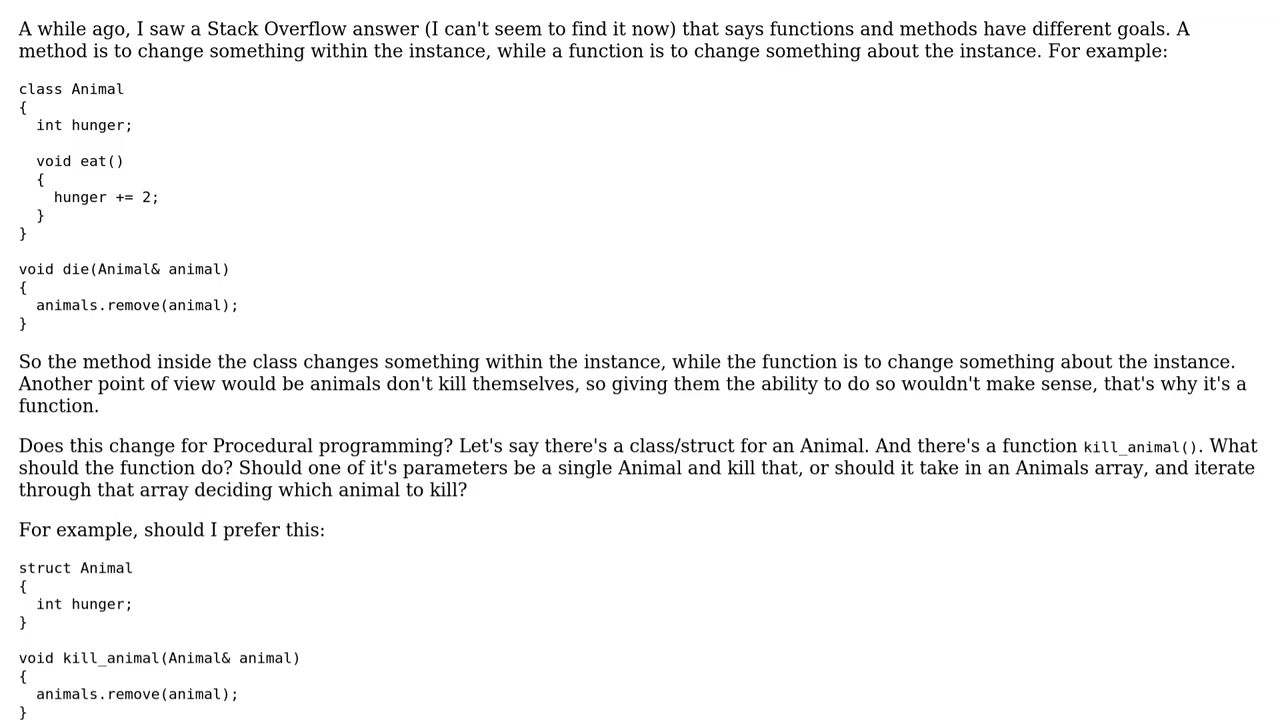 A while ago, I saw a Stack Overflow answer (I can't seem to find it now) that says functions and methods have different goals. A
method is to change something within the instance, while a function is to change something about the instance. For example:
class Animal
{
  int hunger;
  void eat()
  {
    hunger += 2;
  }
}
void die(Animal& animal)
{
  animals.remove(animal);
}
So the method inside the class changes something within the instance, while the function is to change something about the instance.
Another point of view would be animals don't kill themselves, so giving them the ability to do so wouldn't make sense, that's why it's a
function.
Does this change for Procedural programming? Let's say there's a class/struct for an Animal. And there's a function kill_animal(). What
should the function do? Should one of it's parameters be a single Animal and kill that, or should it take in an Animals array, and iterate
through that array deciding which animal to kill?
For example, should I prefer this:
struct Animal
{
  int hunger;
}
void kill_animal(Animal& animal)
{
  animals.remove(animal);
}